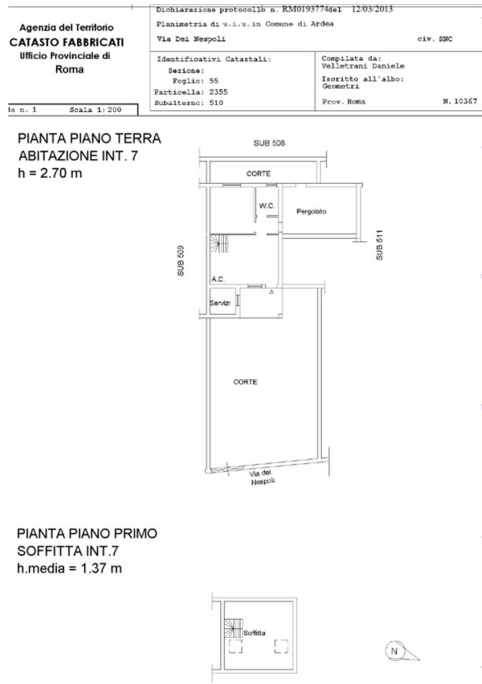 Dichiarazione protocollo n. RM0193774del 12/03/2013
Agenzia del Territorio
CATASTO FABBRICATI
Ufficio Provinciale di
Roma
Planimetria di u.i.u.in Comune di Ardea
Via Dei Nespoli civ. SNC
Identificativi Catastali:
Sezione:
Foglio: 55
Particella: 2355
Subalterno: 510
Compilata da:
Velletrani Daniele
Iscritto all'albo:
Geometri
Prov. Roma N. 10367
n. 1 Scala 1:200
PIANTA PIANO TERRA
ABITAZIONE INT. 7
h = 2.70 m
SUB 508
CORTE
W.C.
Pergolato
SUB 509
SUB 511
A.C.
Servizi
CORTE
Via dei
Nespoli
PIANTA PIANO PRIMO
SOFFITTA INT.7
h.media = 1.37 m
Soffitta
N